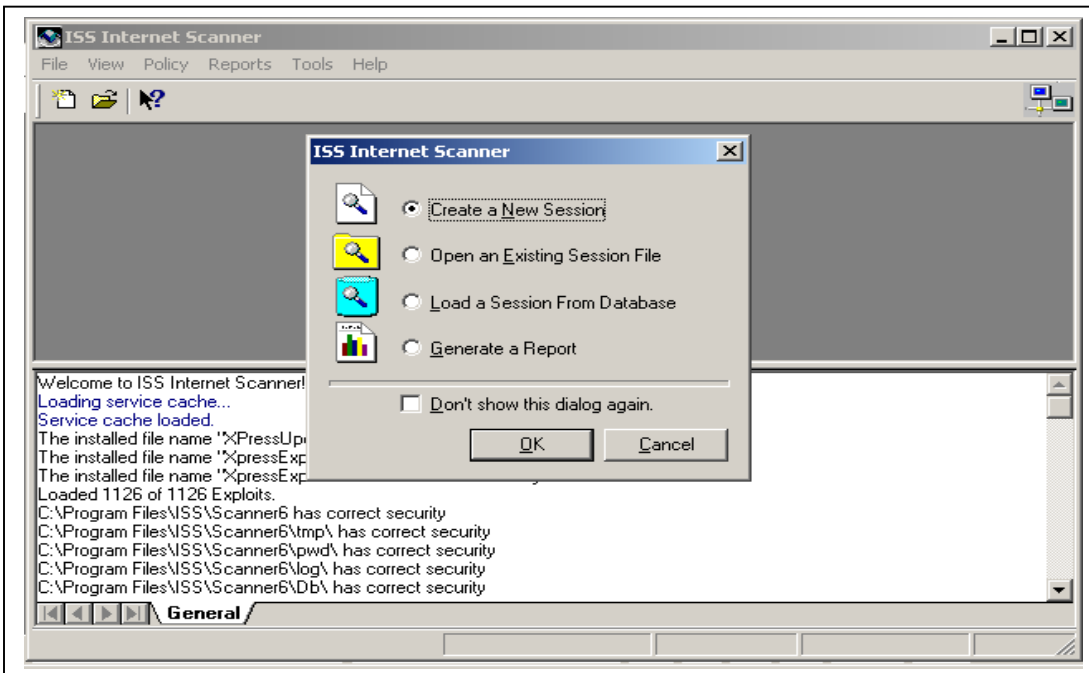 ISS Internet Scanner
File View Policy Reports Tools Help
ISS Internet Scanner
Create a New Session
Open an Existing Session File
Load a Session From Database
Generate a Report
Don't show this dialog again.
OK Cancel
Welcome to ISS Internet Scanner!
Loading service cache...
Service cache loaded.
The installed file name "XPressUp
The installed file name "XpressExp
The installed file name "XpressExp
Loaded 1126 of 1126 Exploits.
C:\Program Files\ISS\Scanner6 has correct security
C:\Program Files\ISS\Scanner6\tmp\ has correct security
C:\Program Files\ISS\Scanner6\pwd\ has correct security
C:\Program Files\ISS\Scanner6\log\ has correct security
C:\Program Files\ISS\Scanner6\Db\ has correct security
General